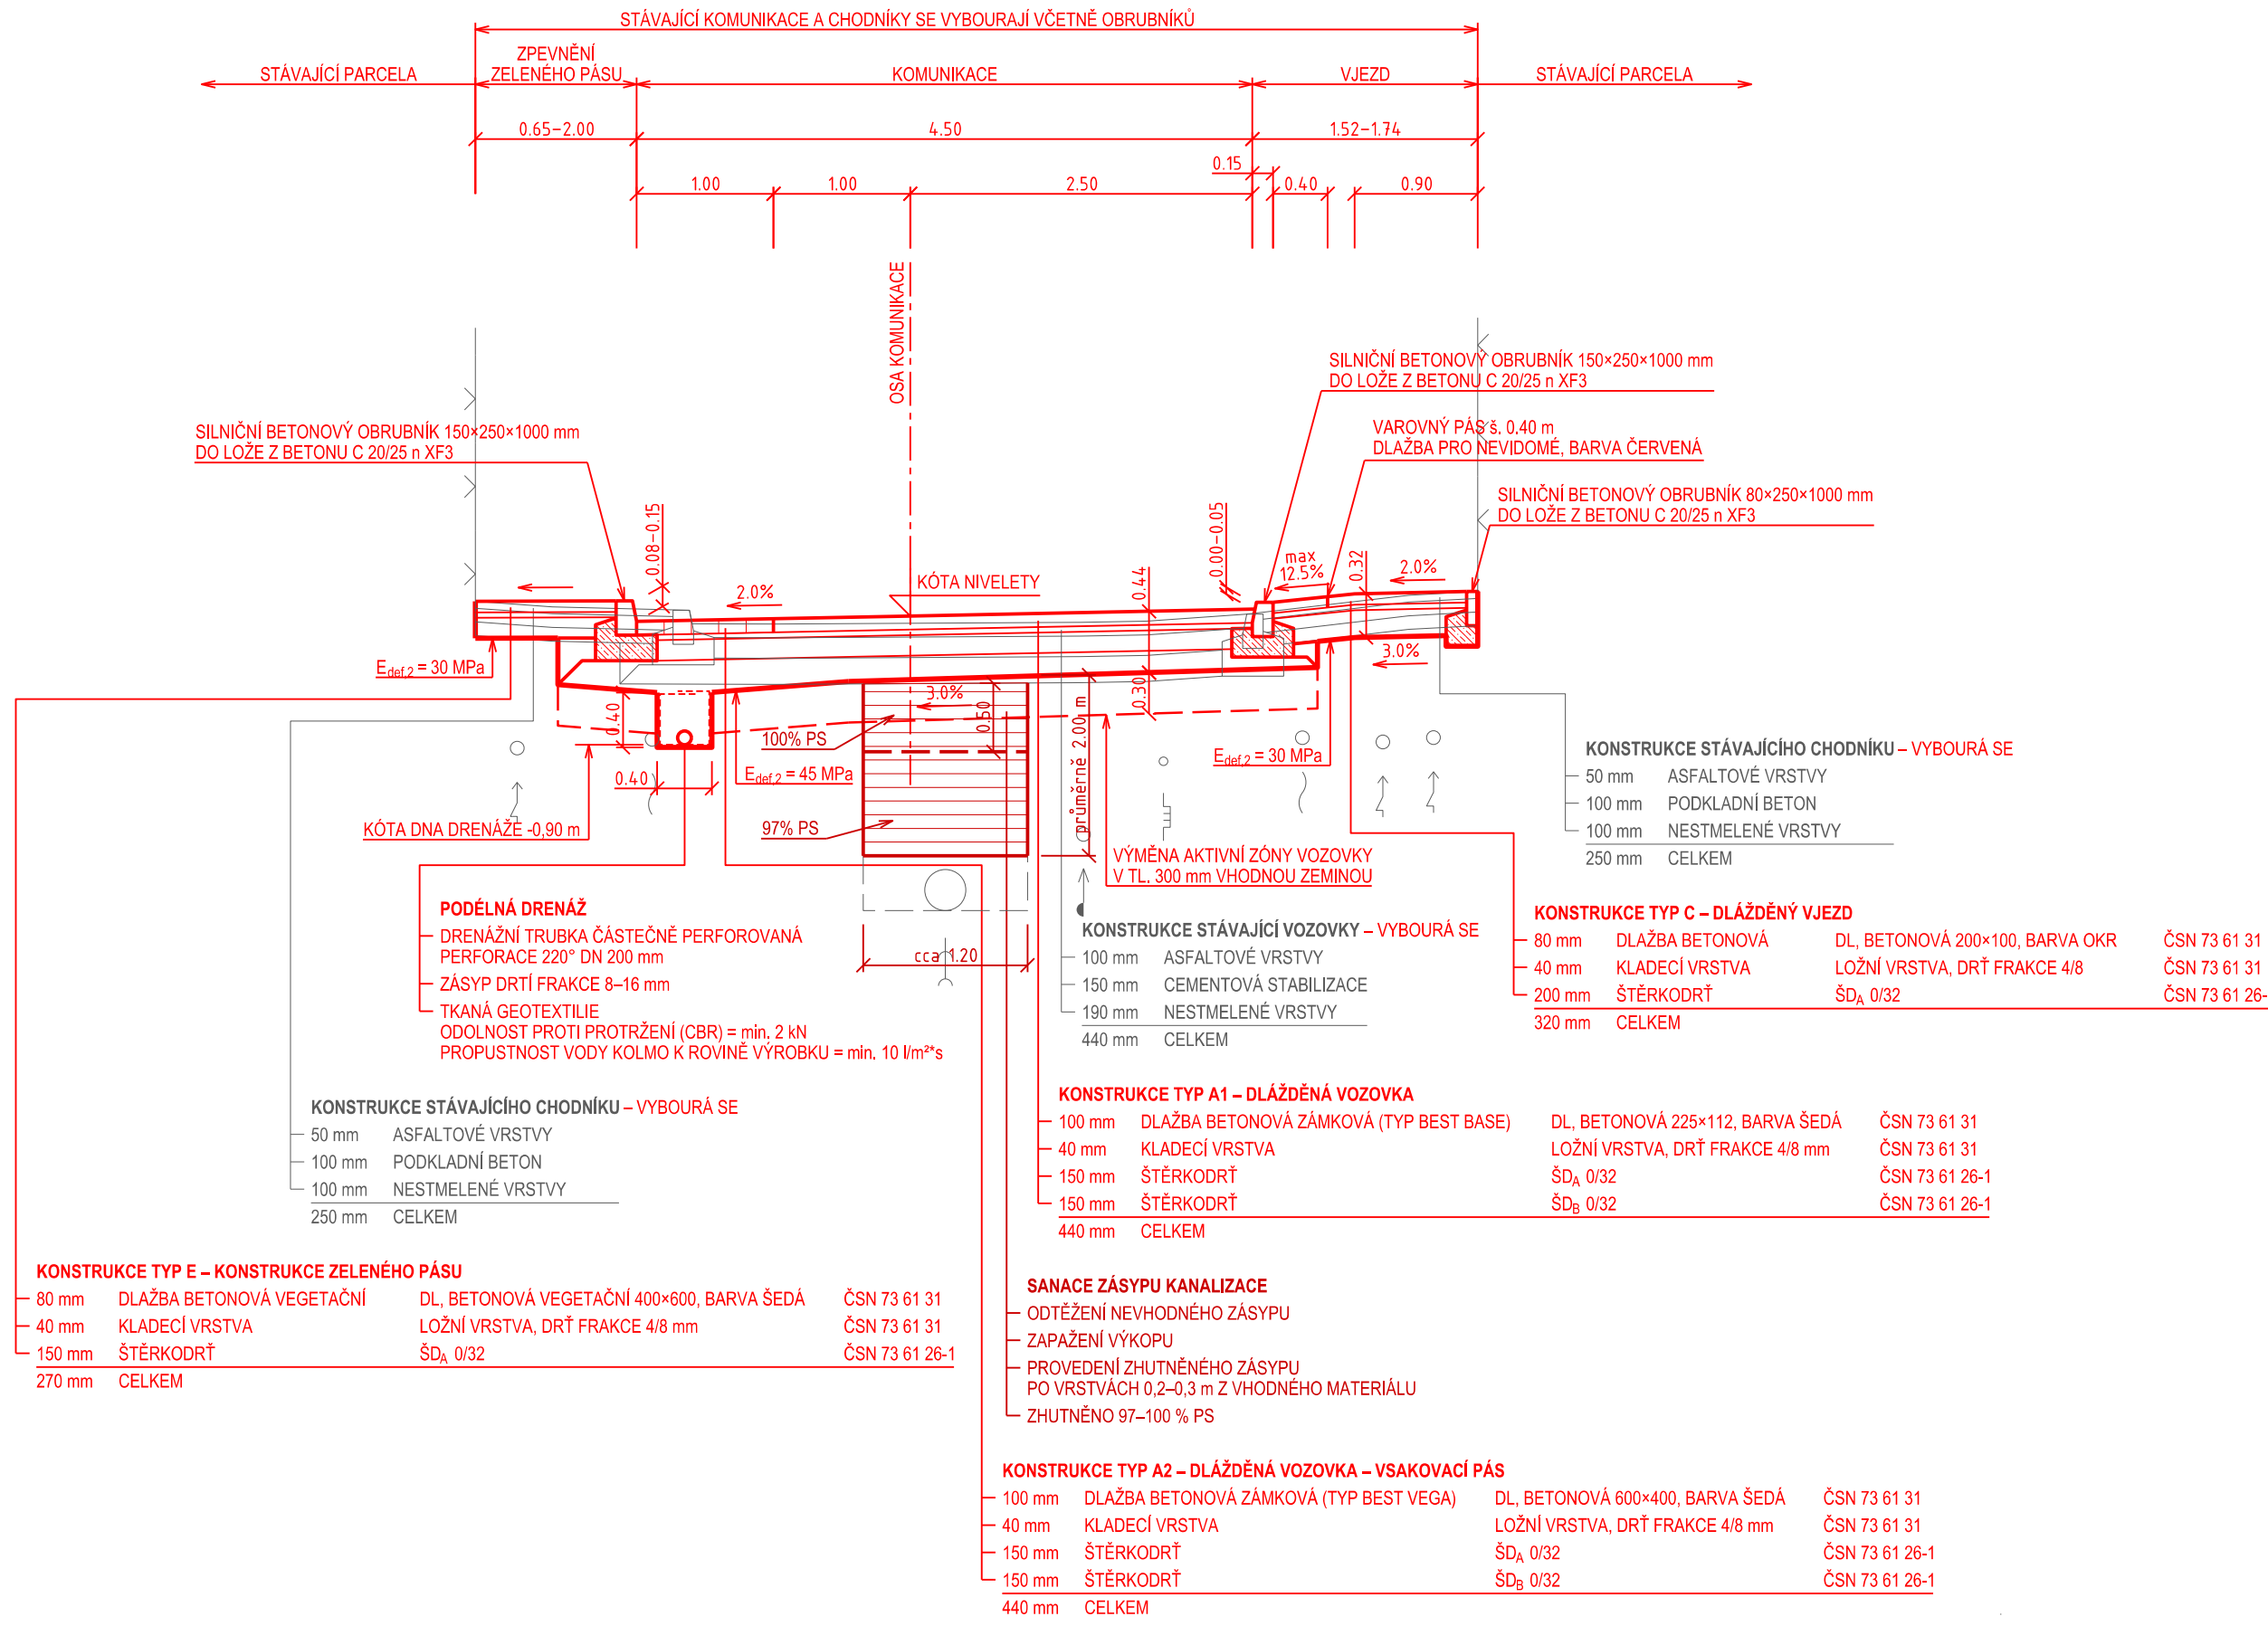 STÁVAJÍCÍ KOMUNIKACE A CHODNÍKY SE VYBOURAJÍ VČETNĚ OBRUBNÍKŮ
STÁVAJÍCÍ PARCELA
ZPEVNĚNÍ
ZELENÉHO PÁSU
KOMUNIKACE
VJEZD
STÁVAJÍCÍ PARCELA
0.65–2.00
4.50
1.52–1.74
0.15
1.00
1.00
2.50
0.40
0.90
OSA KOMUNIKACE
SILNIČNÍ BETONOVÝ OBRUBNÍK 150×250×1000 mm
DO LOŽE Z BETONU C 20/25 n XF3
VAROVNÝ PÁS š. 0.40 m
DLAŽBA PRO NEVIDOMÉ, BARVA ČERVENÁ
SILNIČNÍ BETONOVÝ OBRUBNÍK 150×250×1000 mm
DO LOŽE Z BETONU C 20/25 n XF3
SILNIČNÍ BETONOVÝ OBRUBNÍK 80×250×1000 mm
DO LOŽE Z BETONU C 20/25 n XF3
0.08–0.15
2.0%
KÓTA NIVELETY
0.44
0.00–0.05
max
12.5%
0.32
2.0%
Edef,2 = 30 MPa
3.0%
3.0%
0.40
0.50
0.30
průměrně 2.00 m
100% PS
Edef,2 = 45 MPa
Edef,2 = 30 MPa
0.40
KÓTA DNA DRENÁŽE -0,90 m
97% PS
VÝMĚNA AKTIVNÍ ZÓNY VOZOVKY
V TL. 300 mm VHODNOU ZEMINOU
cca 1.20
KONSTRUKCE STÁVAJÍCÍHO CHODNÍKU – VYBOURÁ SE
50 mm ASFALTOVÉ VRSTVY
100 mm PODKLADNÍ BETON
100 mm NESTMELENÉ VRSTVY
250 mm CELKEM
PODÉLNÁ DRENÁŽ
DRENÁŽNÍ TRUBKA ČÁSTEČNĚ PERFOROVANÁ
PERFORACE 220° DN 200 mm
ZÁSYP DRTÍ FRAKCE 8–16 mm
TKANÁ GEOTEXTILIE
ODOLNOST PROTI PROTRŽENÍ (CBR) = min. 2 kN
PROPUSTNOST VODY KOLMO K ROVINĚ VÝROBKU = min. 10 l/m²*s
KONSTRUKCE STÁVAJÍCÍ VOZOVKY – VYBOURÁ SE
100 mm ASFALTOVÉ VRSTVY
150 mm CEMENTOVÁ STABILIZACE
190 mm NESTMELENÉ VRSTVY
440 mm CELKEM
KONSTRUKCE TYP C – DLÁŽDĚNÝ VJEZD
80 mm DLAŽBA BETONOVÁ DL, BETONOVÁ 200×100, BARVA OKR ČSN 73 61 31
40 mm KLADECÍ VRSTVA LOŽNÍ VRSTVA, DRŤ FRAKCE 4/8 ČSN 73 61 31
200 mm ŠTĚRKODRŤ ŠDA 0/32 ČSN 73 61 26-
320 mm CELKEM
KONSTRUKCE STÁVAJÍCÍHO CHODNÍKU – VYBOURÁ SE
50 mm ASFALTOVÉ VRSTVY
100 mm PODKLADNÍ BETON
100 mm NESTMELENÉ VRSTVY
250 mm CELKEM
KONSTRUKCE TYP A1 – DLÁŽDĚNÁ VOZOVKA
100 mm DLAŽBA BETONOVÁ ZÁMKOVÁ (TYP BEST BASE) DL, BETONOVÁ 225×112, BARVA ŠEDÁ ČSN 73 61 31
40 mm KLADECÍ VRSTVA LOŽNÍ VRSTVA, DRŤ FRAKCE 4/8 mm ČSN 73 61 31
150 mm ŠTĚRKODRŤ ŠDA 0/32 ČSN 73 61 26-1
150 mm ŠTĚRKODRŤ ŠDB 0/32 ČSN 73 61 26-1
440 mm CELKEM
KONSTRUKCE TYP E – KONSTRUKCE ZELENÉHO PÁSU
80 mm DLAŽBA BETONOVÁ VEGETAČNÍ DL, BETONOVÁ VEGETAČNÍ 400×600, BARVA ŠEDÁ ČSN 73 61 31
40 mm KLADECÍ VRSTVA LOŽNÍ VRSTVA, DRŤ FRAKCE 4/8 mm ČSN 73 61 31
150 mm ŠTĚRKODRŤ ŠDA 0/32 ČSN 73 61 26-1
270 mm CELKEM
SANACE ZÁSYPU KANALIZACE
ODTĚŽENÍ NEVHODNÉHO ZÁSYPU
ZAPAŽENÍ VÝKOPU
PROVEDENÍ ZHUTNĚNÉHO ZÁSYPU
PO VRSTVÁCH 0,2–0,3 m Z VHODNÉHO MATERIÁLU
ZHUTNĚNO 97–100 % PS
KONSTRUKCE TYP A2 – DLÁŽDĚNÁ VOZOVKA – VSAKOVACÍ PÁS
100 mm DLAŽBA BETONOVÁ ZÁMKOVÁ (TYP BEST VEGA) DL, BETONOVÁ 600×400, BARVA ŠEDÁ ČSN 73 61 31
40 mm KLADECÍ VRSTVA LOŽNÍ VRSTVA, DRŤ FRAKCE 4/8 mm ČSN 73 61 31
150 mm ŠTĚRKODRŤ ŠDA 0/32 ČSN 73 61 26-1
150 mm ŠTĚRKODRŤ ŠDB 0/32 ČSN 73 61 26-1
440 mm CELKEM